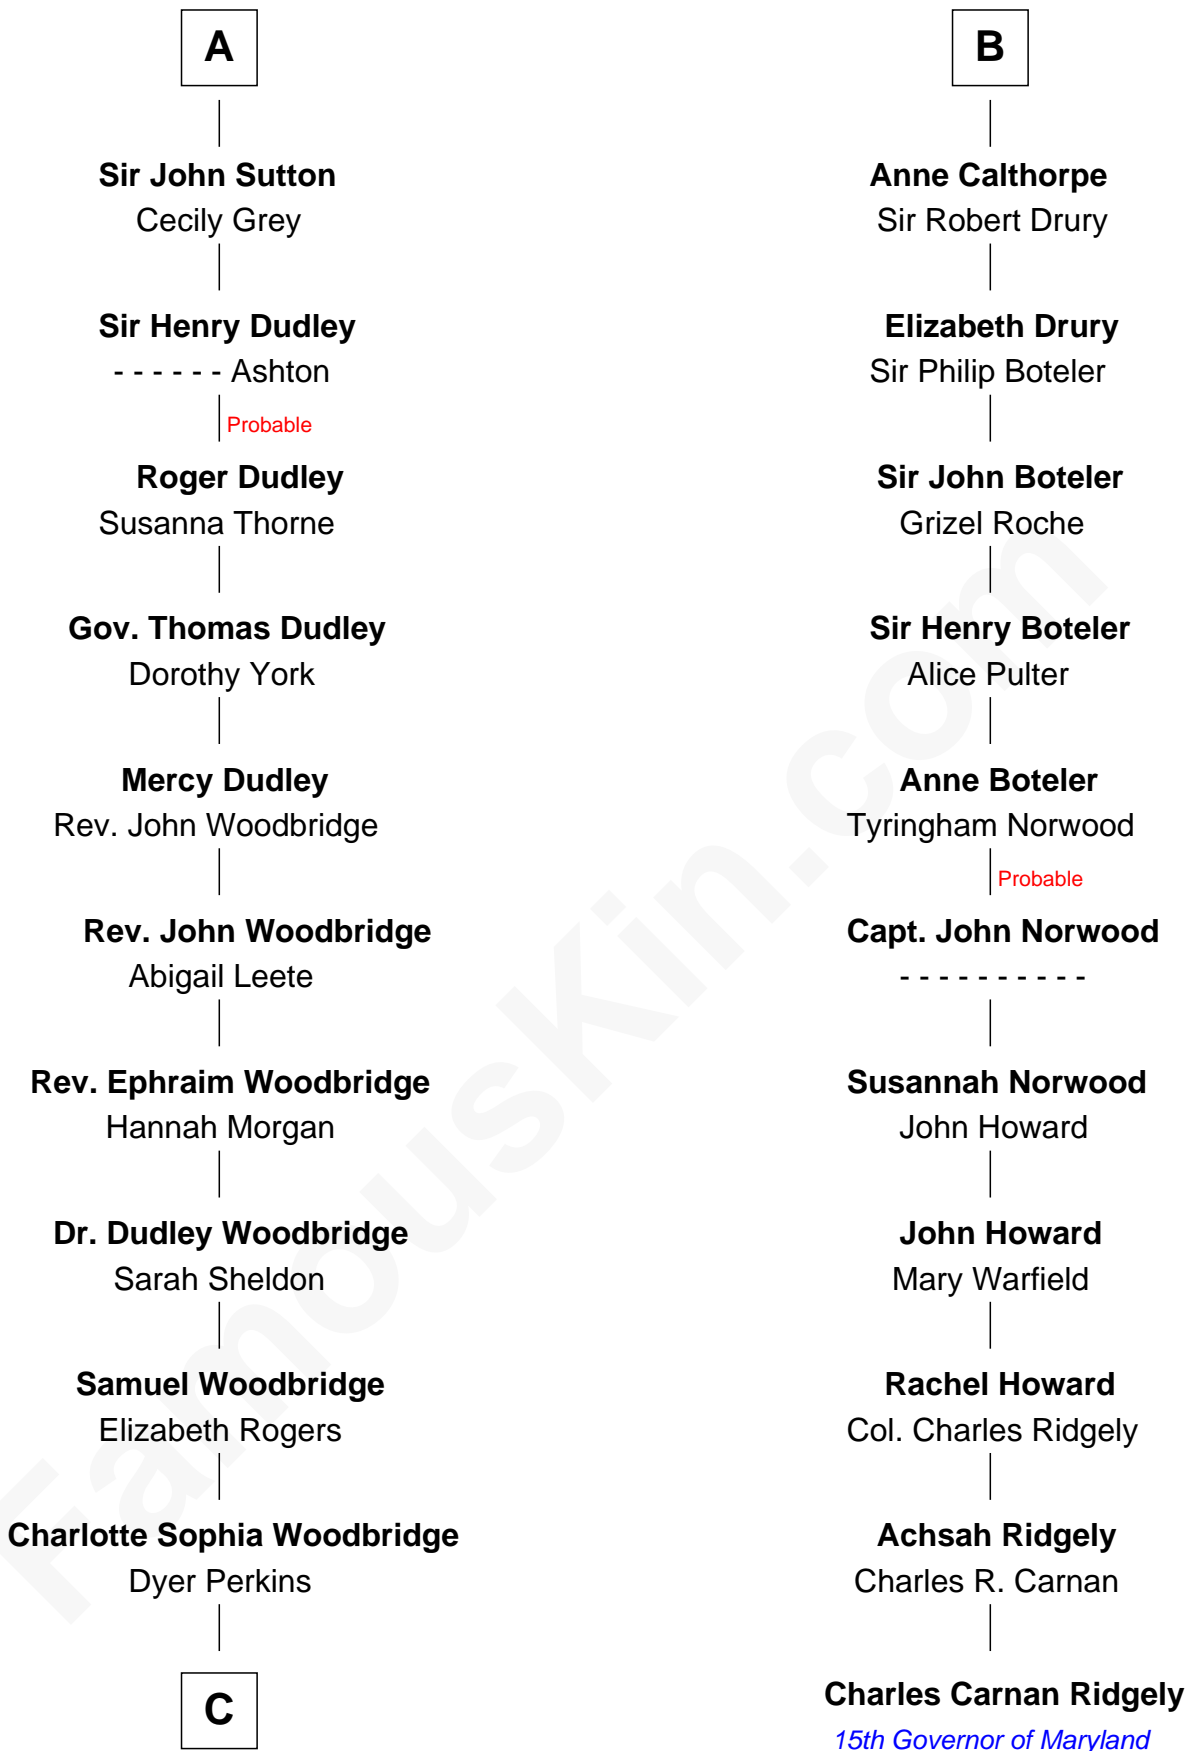 A
Sir John Sutton
Cecily Grey
Sir Henry Dudley
- - - - - - Ashton
Probable
Roger Dudley
Susanna Thorne
Gov. Thomas Dudley
Dorothy York
Mercy Dudley
Rev. John Woodbridge
Rev. John Woodbridge
Abigail Leete
Rev. Ephraim Woodbridge
Hannah Morgan
Dr. Dudley Woodbridge
Sarah Sheldon
Samuel Woodbridge
Elizabeth Rogers
Charlotte Sophia Woodbridge
Dyer Perkins
C
B
Anne Calthorpe
Sir Robert Drury
Elizabeth Drury
Sir Philip Boteler
Sir John Boteler
Grizel Roche
Sir Henry Boteler
Alice Pulter
Anne Boteler
Tyringham Norwood
Probable
Capt. John Norwood
- - - - - - - - - -
Susannah Norwood
John Howard
John Howard
Mary Warfield
Rachel Howard
Col. Charles Ridgely
Achsah Ridgely
Charles R. Carnan
Charles Carnan Ridgely
15th Governor of Maryland
FamousKin.com